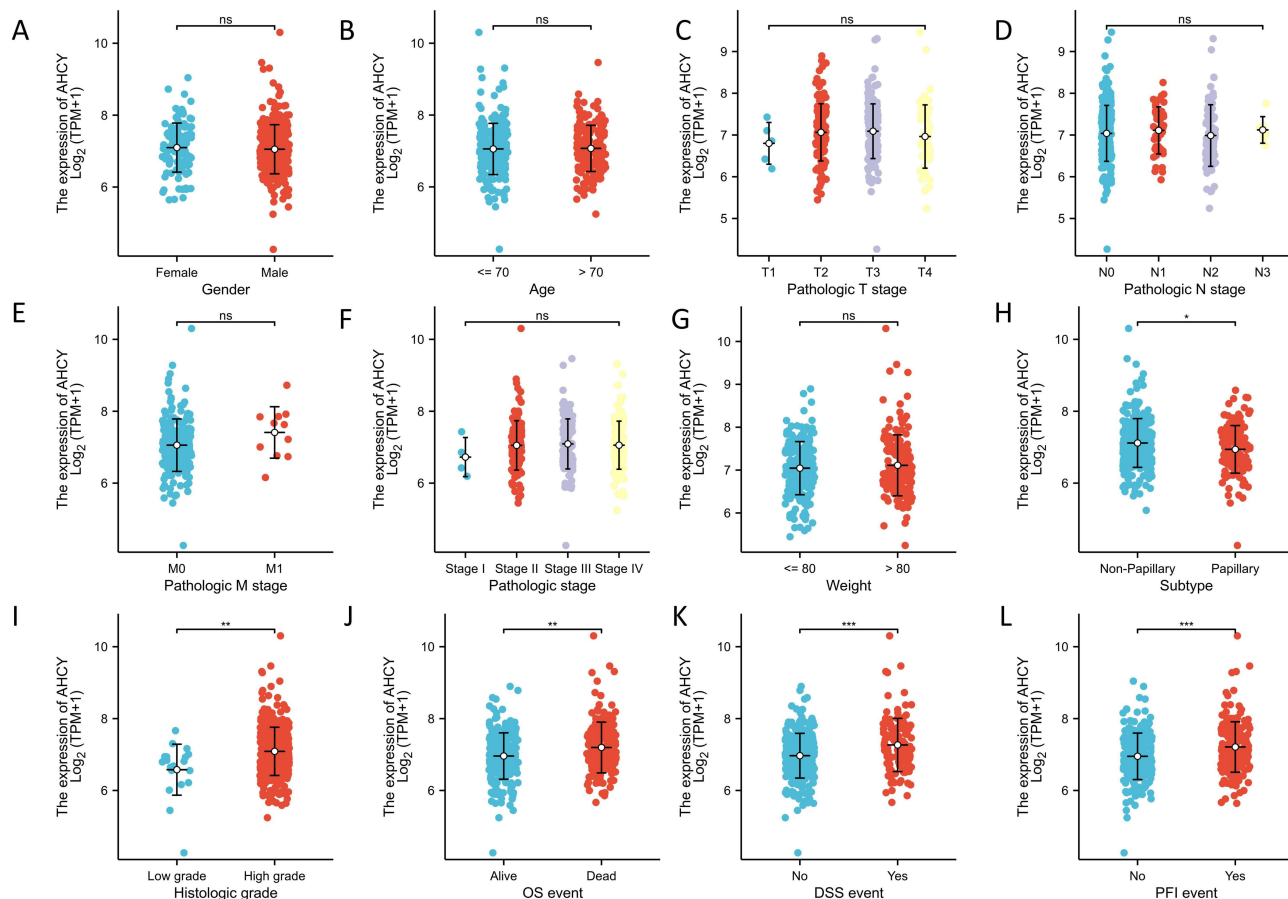 A
The expression of AHCY
Log2 (TPM+1)
ns
10
8
6
Female
Male
Gender
B
The expression of AHCY
Log2 (TPM+1)
ns
10
8
6
<= 70
> 70
Age
C
The expression of AHCY
Log2 (TPM+1)
ns
9
8
7
6
5
T1
T2
T3
T4
Pathologic T stage
D
The expression of AHCY
Log2 (TPM+1)
ns
9
8
7
6
5
N0
N1
N2
N3
Pathologic N stage
E
The expression of AHCY
Log2 (TPM+1)
ns
10
8
6
M0
M1
Pathologic M stage
F
The expression of AHCY
Log2 (TPM+1)
ns
10
8
6
Stage I
Stage II
Stage III
Stage IV
Pathologic stage
G
The expression of AHCY
Log2 (TPM+1)
ns
10
9
8
7
6
<= 80
> 80
Weight
H
The expression of AHCY
Log2 (TPM+1)
*
10
8
6
Non-Papillary
Papillary
Subtype
I
The expression of AHCY
Log2 (TPM+1)
**
10
8
6
Low grade
High grade
Histologic grade
J
The expression of AHCY
Log2 (TPM+1)
**
10
8
6
Alive
Dead
OS event
K
The expression of AHCY
Log2 (TPM+1)
***
10
8
6
No
Yes
DSS event
L
The expression of AHCY
Log2 (TPM+1)
***
10
8
6
No
Yes
PFI event